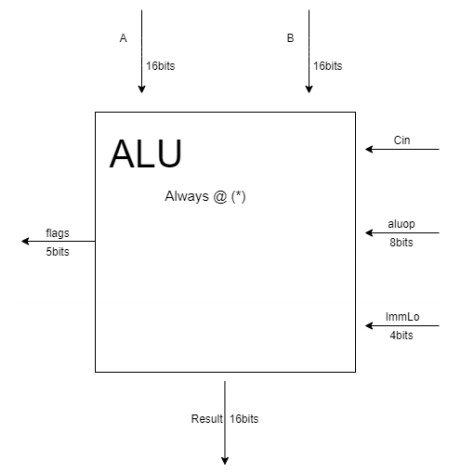 A
B
16bits
16bits
ALU
Cin
Always @ (*)
flags
5bits
aluop
8bits
ImmLo
4bits
Result 16bits